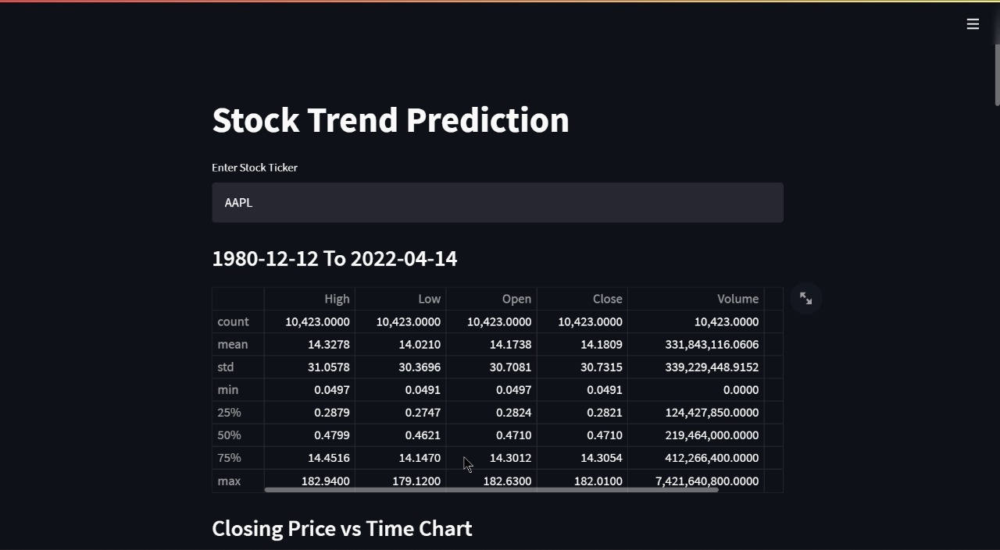 Stock Trend Prediction
Enter Stock Ticker
AAPL
1980-12-12 To 2022-04-14
High Low Open Close Volume
count 10,423.0000 10,423.0000 10,423.0000 10,423.0000 10,423.0000
mean 14.3278 14.0210 14.1738 14.1809 331,843,116.0606
std 31.0578 30.3696 30.7081 30.7315 339,229,448.9152
min 0.0497 0.0491 0.0497 0.0491 0.0000
25% 0.2879 0.2747 0.2824 0.2821 124,427,850.0000
50% 0.4799 0.4621 0.4710 0.4710 219,464,000.0000
75% 14.4516 14.1470 14.3012 14.3054 412,266,400.0000
max 182.9400 179.1200 182.6300 182.0100 7,421,640,800.0000
Closing Price vs Time Chart